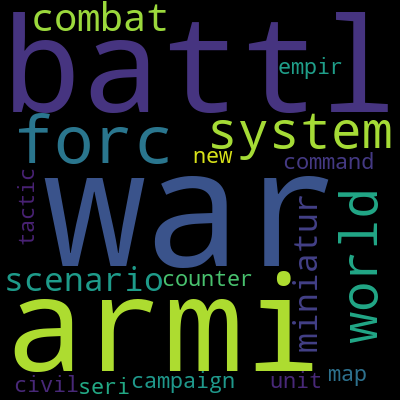 combat
battl
empir
forc
system
new
command
tactic
war
world
miniatur
scenario
counter
armi
civil
seri
campaign
unit
map